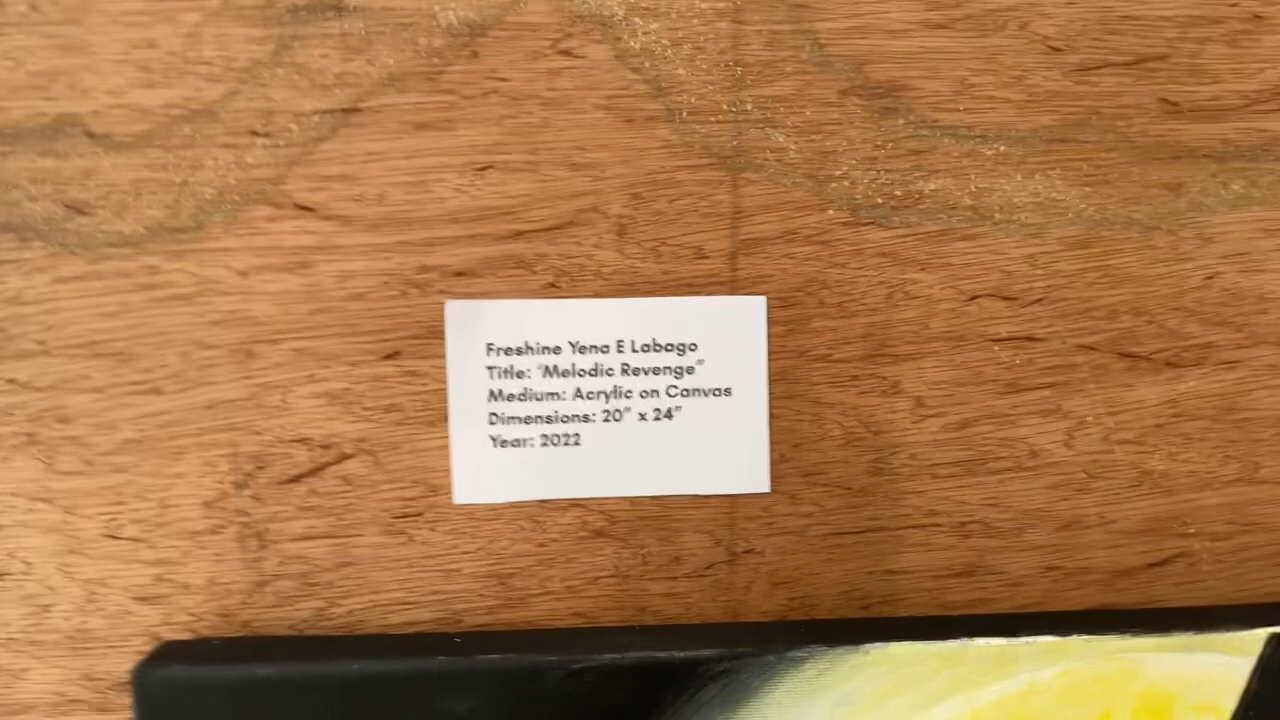 Freshine Yena E Labago
Title: "Melodic Revenge"
Medium: Acrylic on Canvas
Dimensions: 20" x 24"
Year: 2022